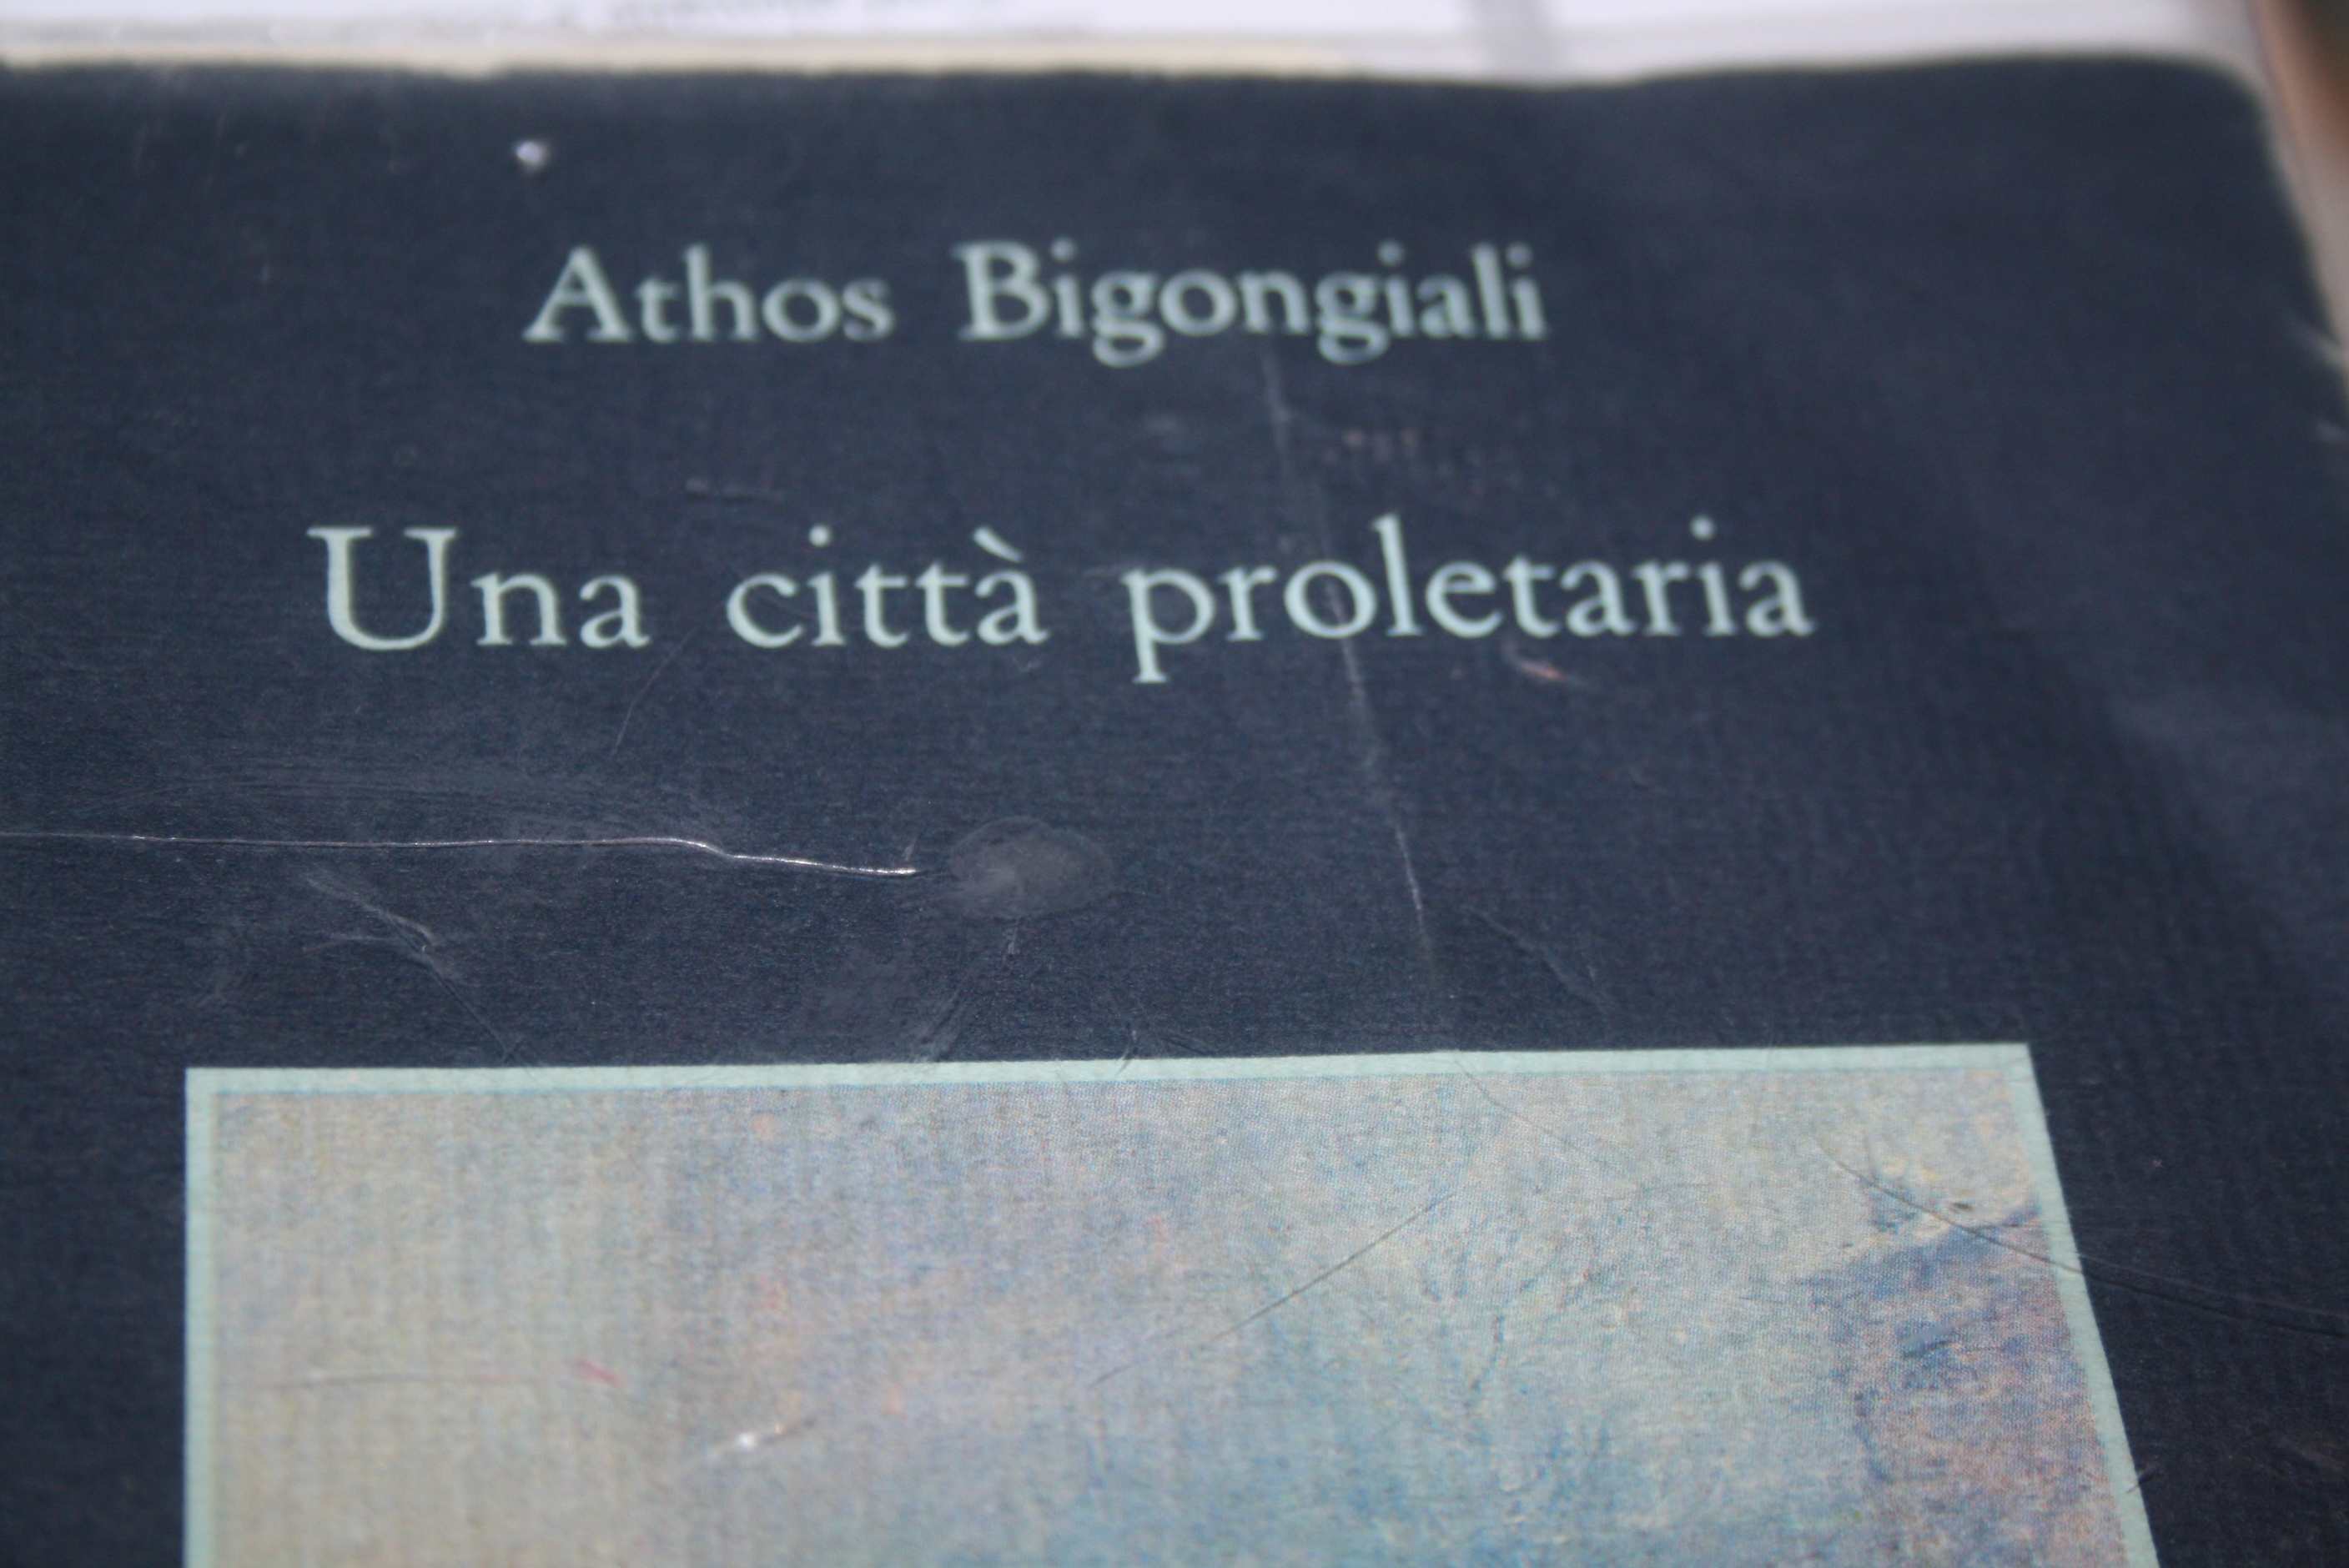 Athos Bigongiali
Una città proletaria